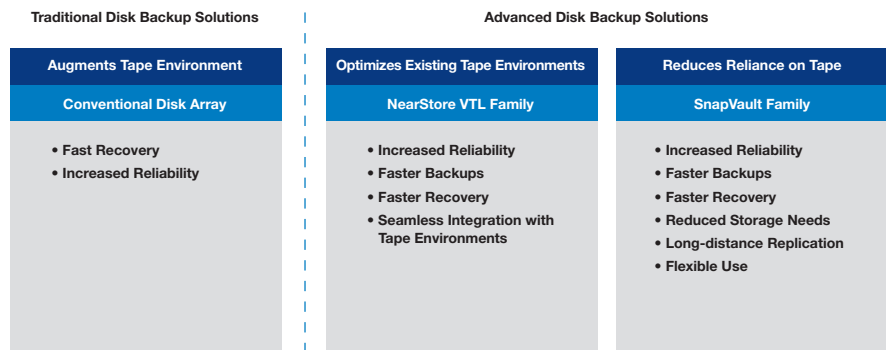 Traditional Disk Backup Solutions
Advanced Disk Backup Solutions
Augments Tape Environment
Conventional Disk Array
• Fast Recovery
• Increased Reliability
Optimizes Existing Tape Environments
NearStore VTL Family
• Increased Reliability
• Faster Backups
• Faster Recovery
• Seamless Integration with
Tape Environments
Reduces Reliance on Tape
SnapVault Family
• Increased Reliability
• Faster Backups
• Faster Recovery
• Reduced Storage Needs
• Long-distance Replication
• Flexible Use